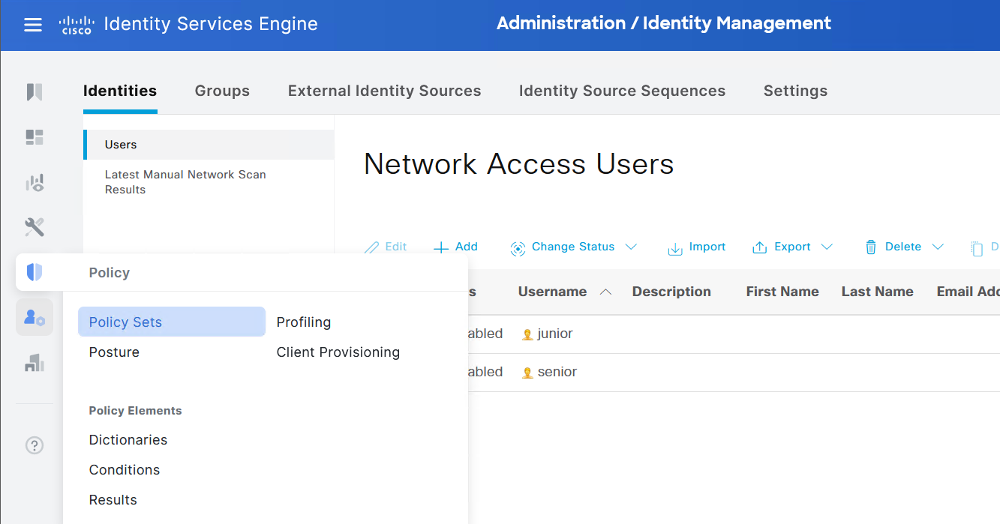 CISCO Identity Services Engine
Administration / Identity Management
Identities Groups External Identity Sources Identity Source Sequences Settings
Users
Latest Manual Network Scan
Results
Network Access Users
Edit Add Change Status Import Export Delete D
Policy
Policy Sets Profiling
Posture Client Provisioning
Policy Elements
Dictionaries
Conditions
Results
s Username Description First Name Last Name Email Add
abled junior
abled senior
?